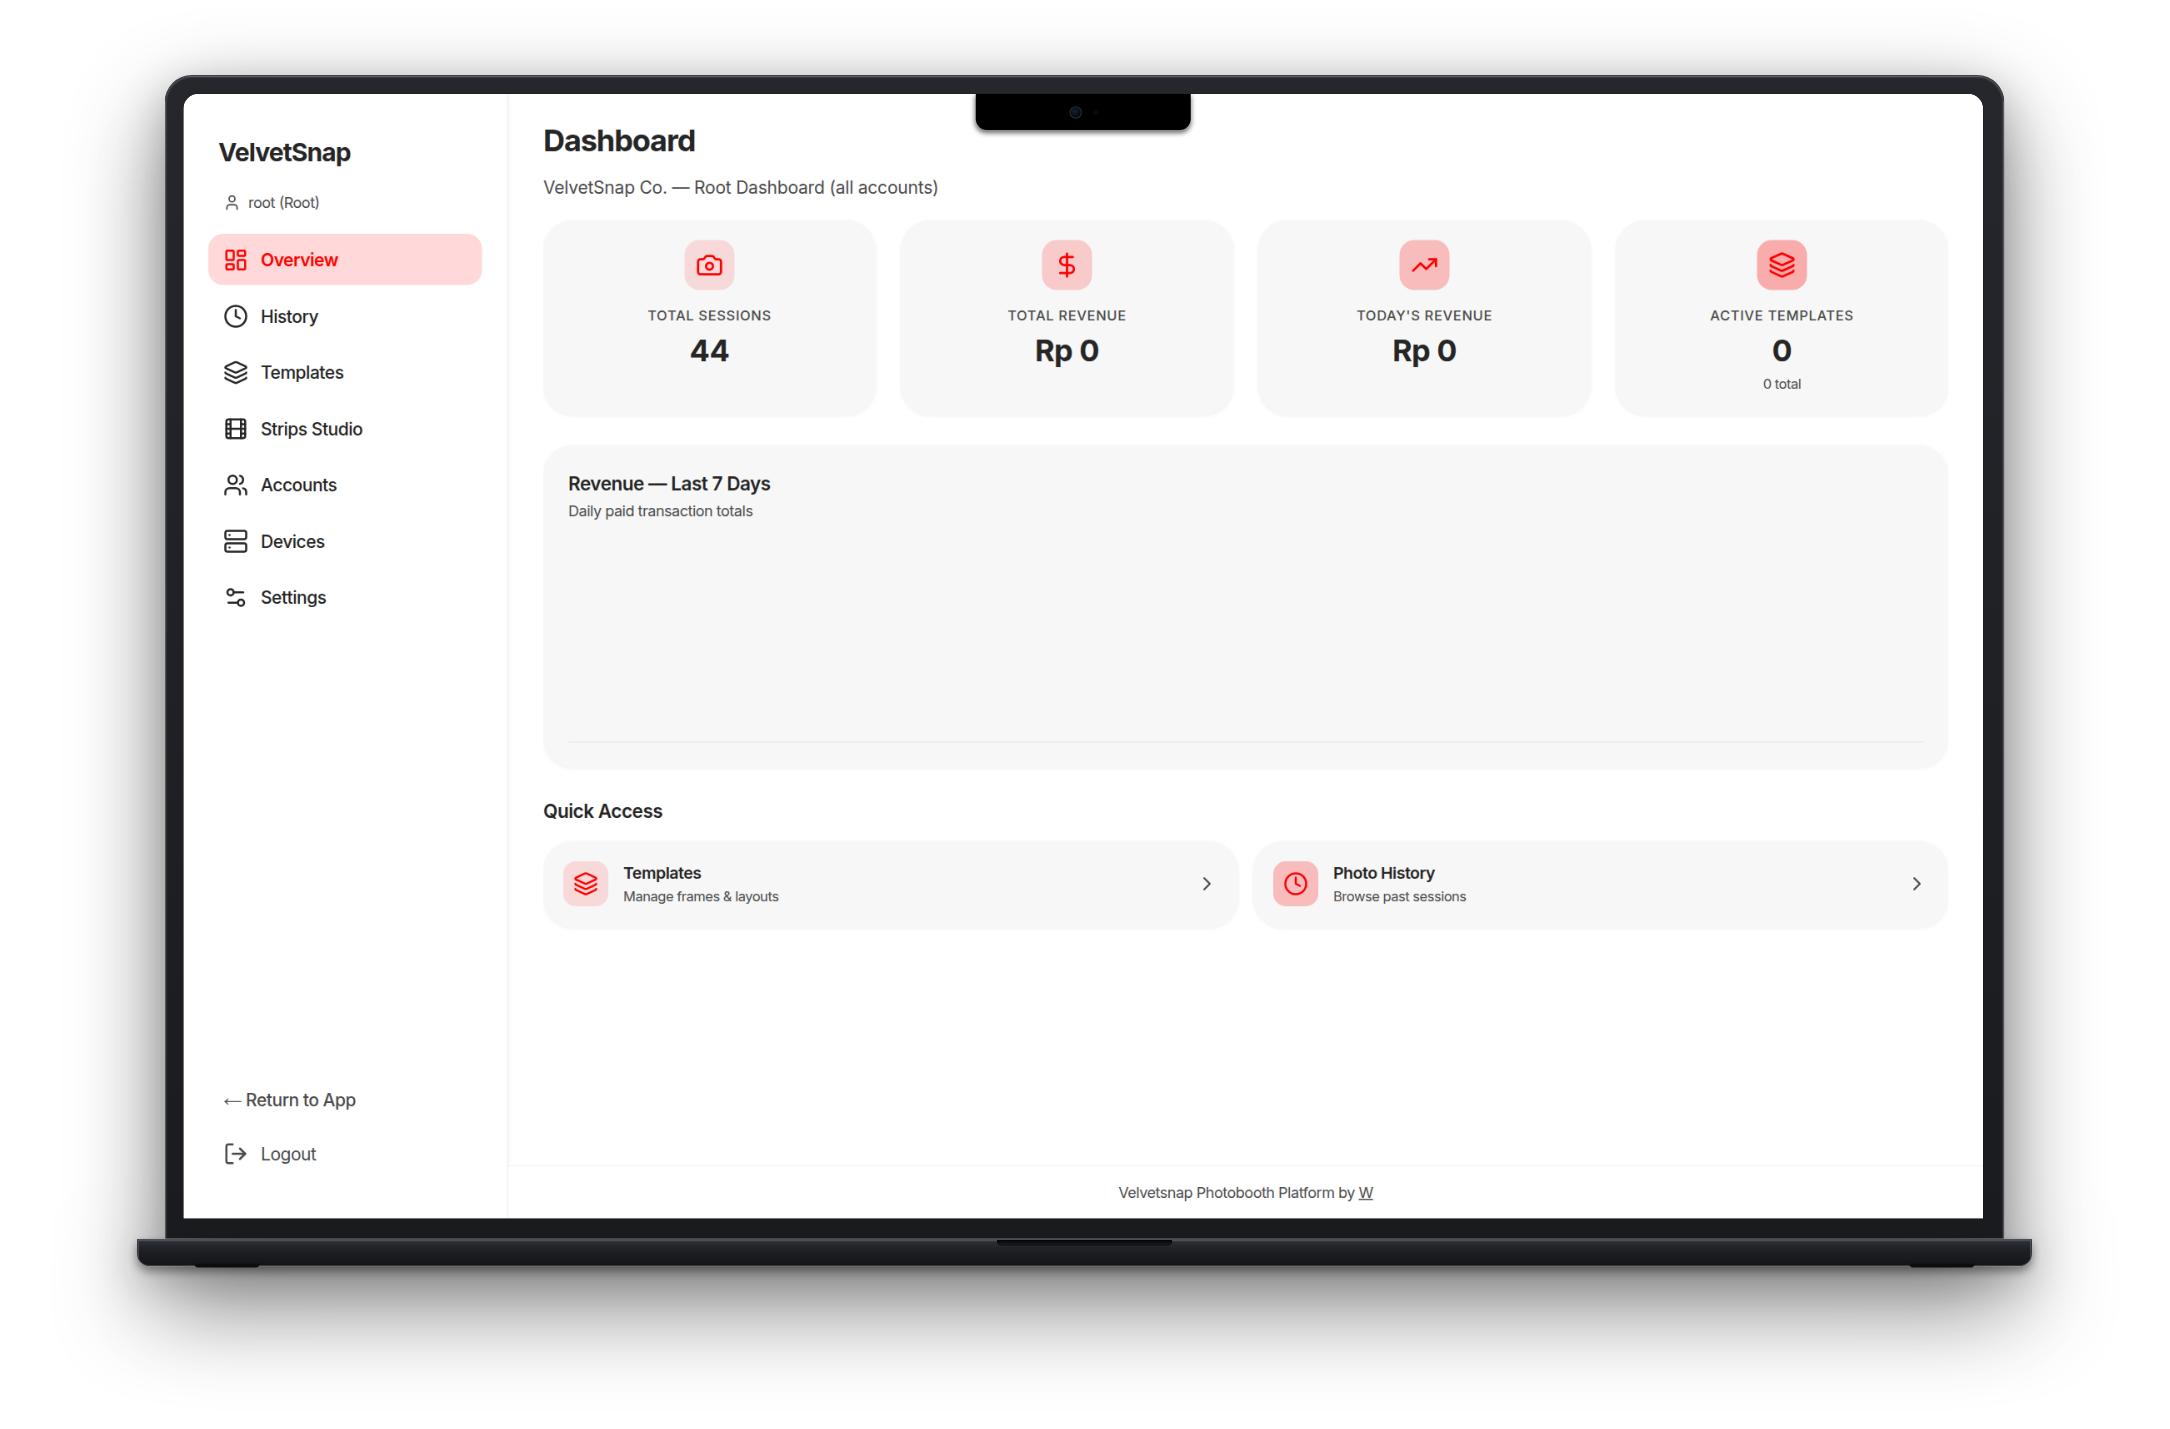 VelvetSnap
root (Root)
Overview
History
Templates
Strips Studio
Accounts
Devices
Settings
← Return to App
Logout
Dashboard
VelvetSnap Co. — Root Dashboard (all accounts)
TOTAL SESSIONS
44
TOTAL REVENUE
Rp 0
TODAY'S REVENUE
Rp 0
ACTIVE TEMPLATES
0
0 total
Revenue — Last 7 Days
Daily paid transaction totals
Quick Access
Templates
Manage frames & layouts
Photo History
Browse past sessions
Velvetsnap Photobooth Platform by W